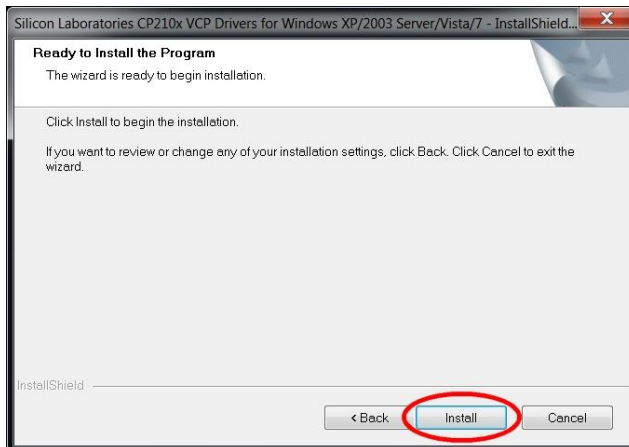 Silicon Laboratories CP210x VCP Drivers for Windows XP/2003 Server/Vista/7 - InstallShield...
Ready to Install the Program
The wizard is ready to begin installation.
Click Install to begin the installation.
If you want to review or change any of your installation settings, click Back. Click Cancel to exit the
wizard.
InstallShield
< Back Install Cancel